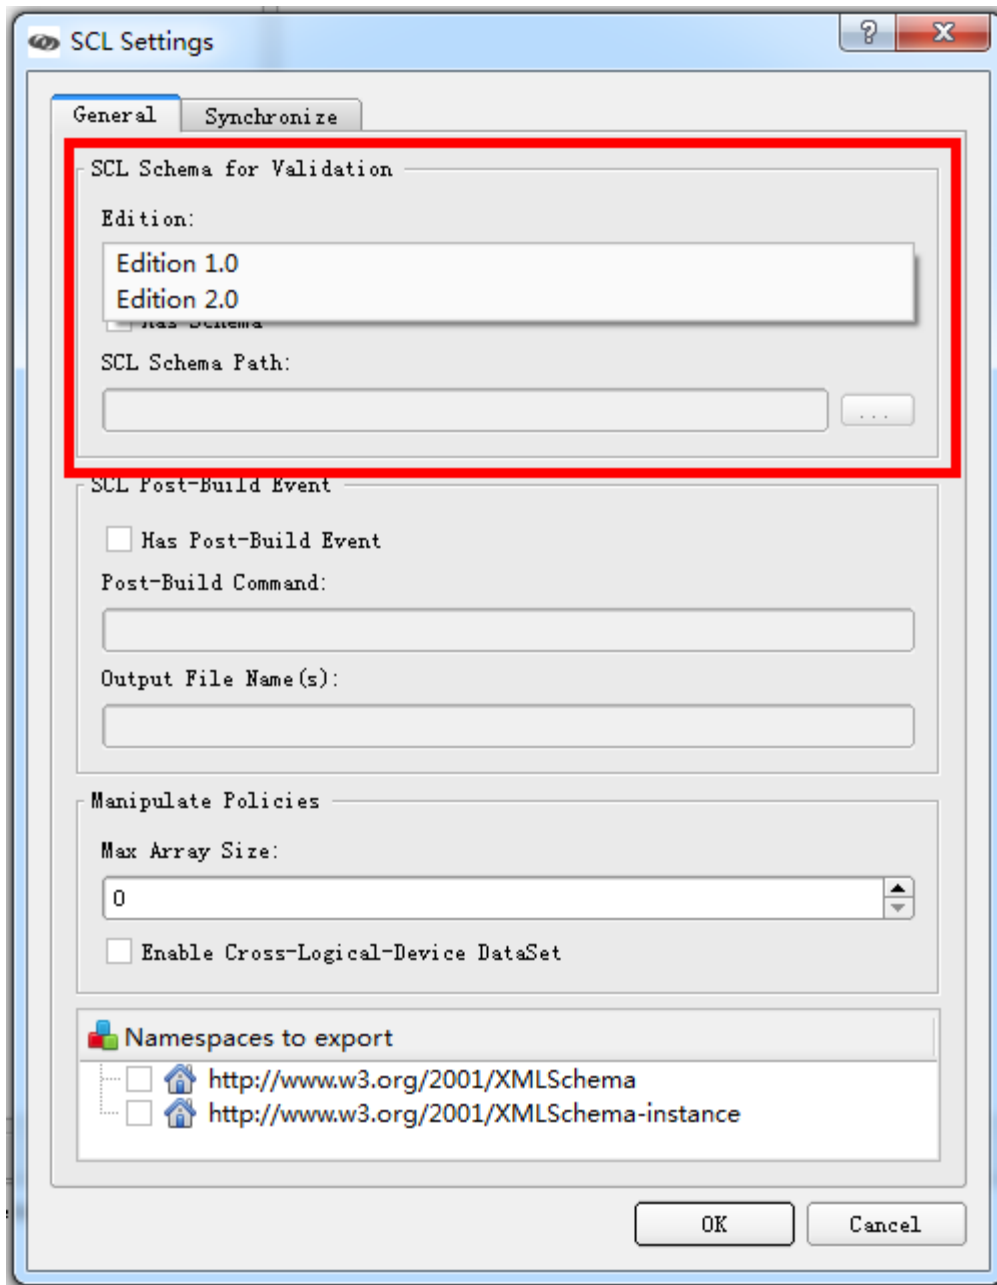 SCL Settings
General Synchronize
SCL Schema for Validation
Edition:
Edition 1.0
Edition 2.0
Has Schema
SCL Schema Path:
...
SCL Post-Build Event
Has Post-Build Event
Post-Build Command:
Output File Name(s):
Manipulate Policies
Max Array Size:
0
Enable Cross-Logical-Device DataSet
Namespaces to export
http://www.w3.org/2001/XMLSchema
http://www.w3.org/2001/XMLSchema-instance
OK Cancel